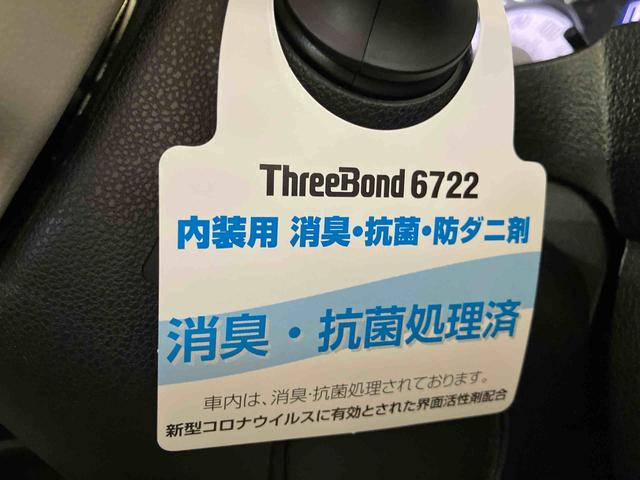 ThreeBond 6722
内装用 消臭・抗菌・防ダニ剤
消臭・抗菌処理済
車内は、消臭・抗菌処理されております。
新型コロナウイルスに有効とされた界面活性剤配合